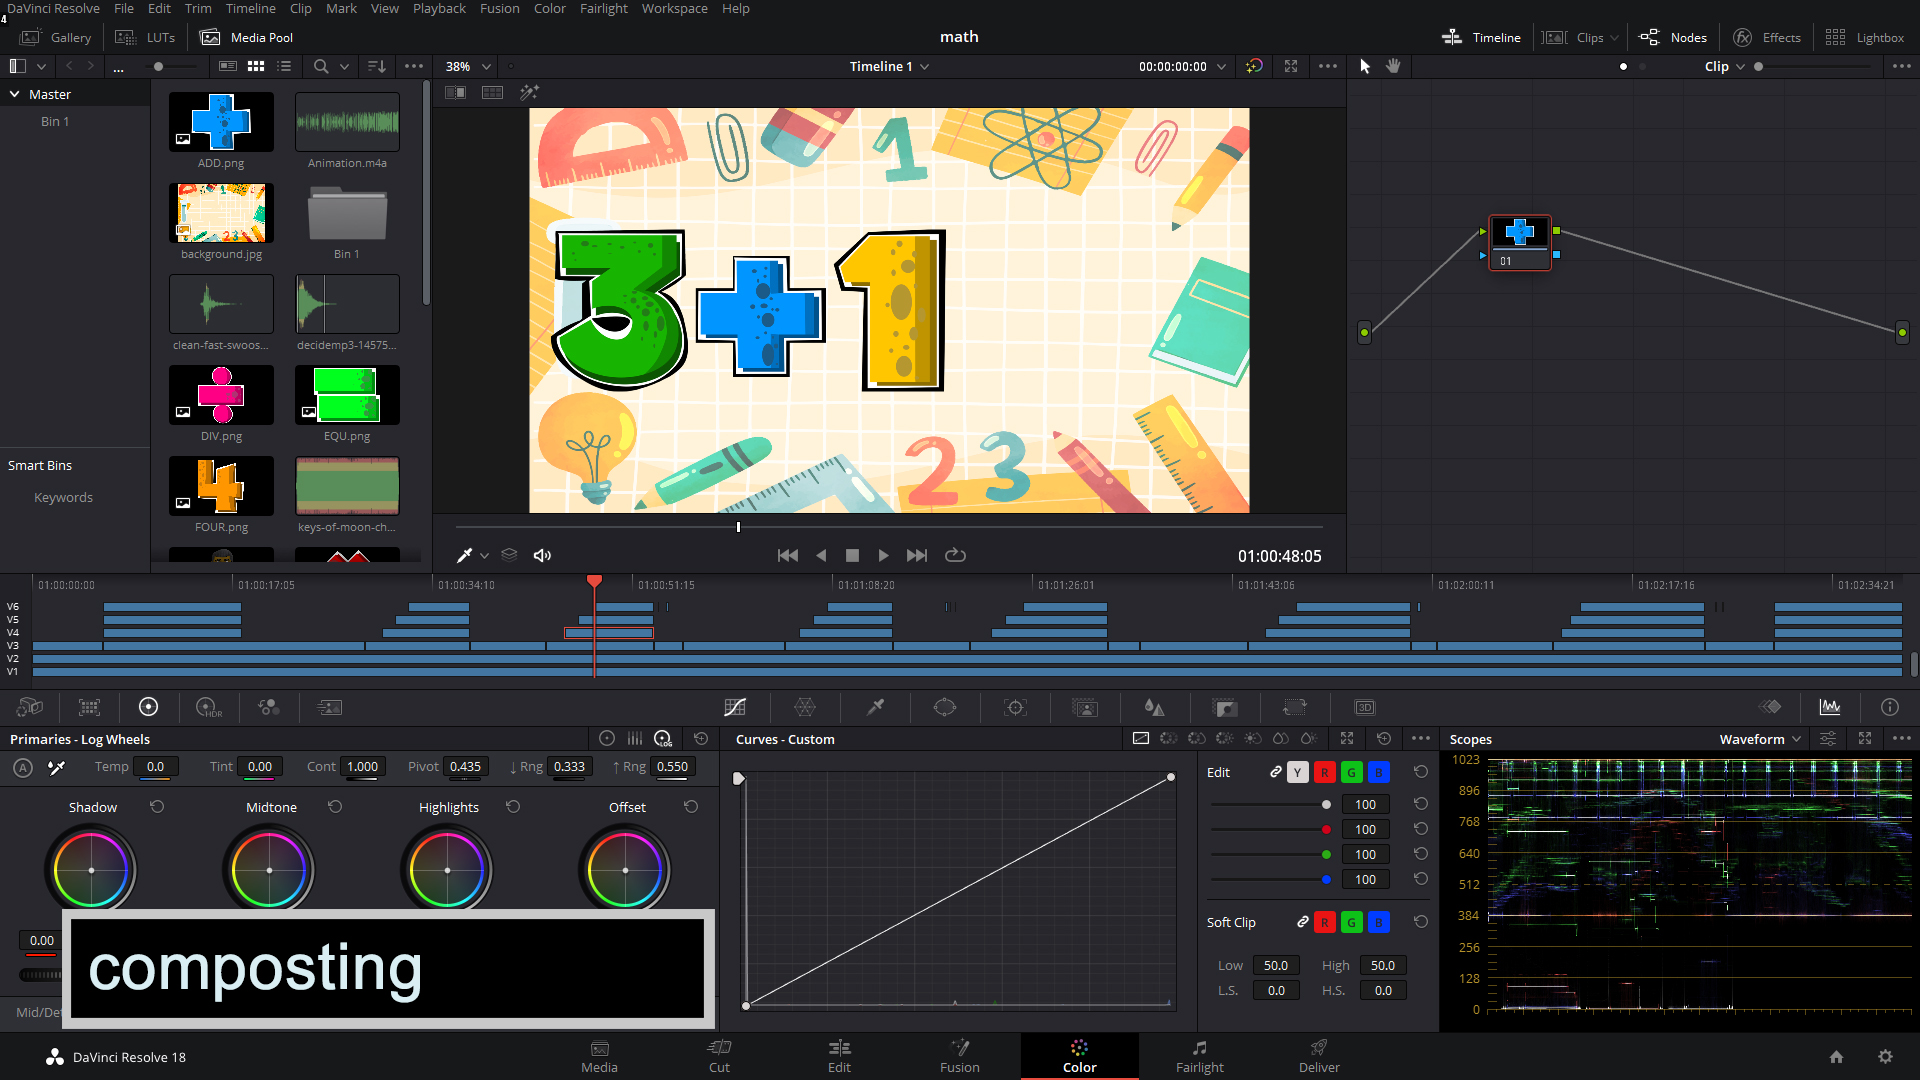 DaVinci Resolve File Edit Trim Timeline Clip Mark View Playback Fusion Color Fairlight Workspace Help
4
Gallery LUTs Media Pool math Timeline Clips Nodes Effects Lightbox
... 38% Timeline 1 00:00:00:00 Clip
Master
Bin 1
ADD.png Animation.m4a
background.jpg Bin 1
clean-fast-swoos... decidemp3-14575...
DIV.png EQU.png
FOUR.png keys-of-moon-ch...
Smart Bins
Keywords
0 1
3+1
2 3
01
01:00:48:05
01:00:00:00 01:00:17:05 01:00:34:10 01:00:51:15 01:01:08:20 01:01:26:01 01:01:43:06 01:02:00:11 01:02:17:16 01:02:34:21
V6
V5
V4
V3
V2
V1
HDR 3D
Primaries - Log Wheels LOG
A Temp 0.0 Tint 0.00 Cont 1.000 Pivot 0.435 ↓ Rng 0.333 ↑ Rng 0.550
Shadow Midtone Highlights Offset
0.00
Mid/De
composting
Curves - Custom
Edit Y R G B
100
100
100
100
Soft Clip R G B
Low 50.0 High 50.0
L.S. 0.0 H.S. 0.0
Scopes Waveform
1023
896
768
640
512
384
256
128
0
DaVinci Resolve 18 Media Cut Edit Fusion Color Fairlight Deliver